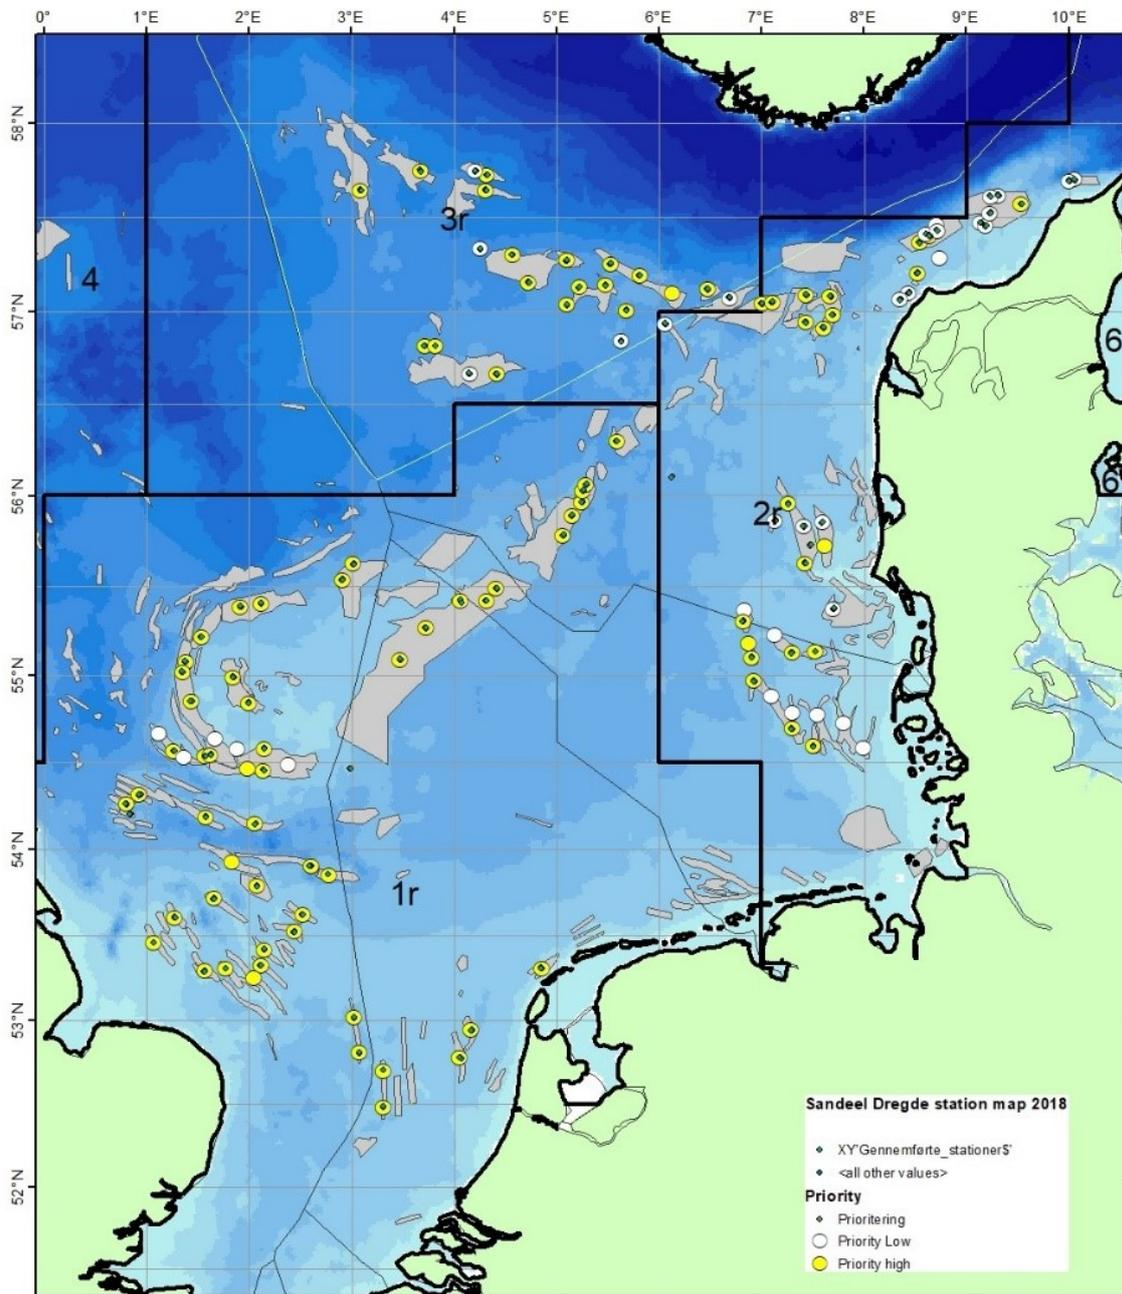 0° 1°E 2°E 3°E 4°E 5°E 6°E 7°E 8°E 9°E 10°E
58°N
3r
4
57°N
6
56°N
6
2r
55°N
54°N
1r
53°N
Sandeel Dregde station map 2018
XY'Gennemførte_stationer$'
<all other values>
52°N
Priority
Prioritering
Priority Low
Priority high